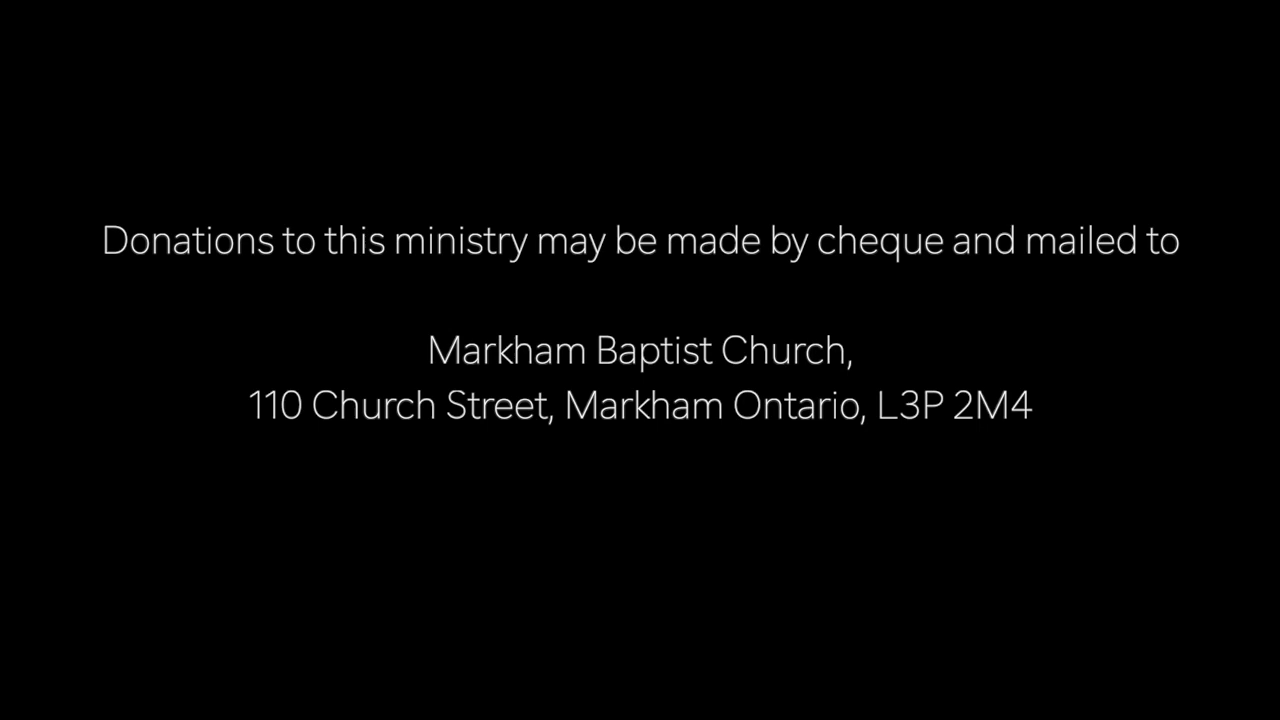 Donations to this ministry may be made by cheque and mailed to
Markham Baptist Church,
110 Church Street, Markham Ontario, L3P 2M4